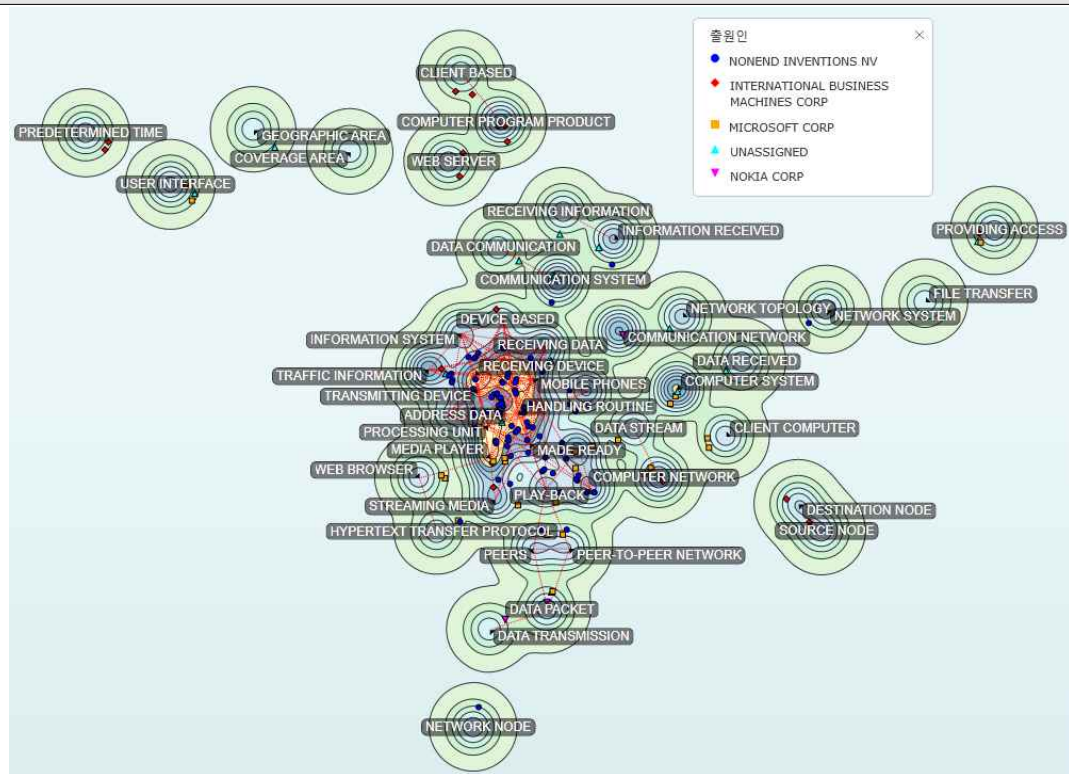 출원인
NONEND INVENTIONS NV
INTERNATIONAL BUSINESS
MACHINES CORP
MICROSOFT CORP
UNASSIGNED
NOKIA CORP
CLIENT BASED
COMPUTER PROGRAM PRODUCT
PREDETERMINED TIME
GEOGRAPHIC AREA
COVERAGE AREA
WEB SERVER
USER INTERFACE
RECEIVING INFORMATION
INFORMATION RECEIVED
PROVIDING ACCESS
DATA COMMUNICATION
COMMUNICATION SYSTEM
FILE TRANSFER
NETWORK TOPOLOGY
NETWORK SYSTEM
DEVICE BASED
INFORMATION SYSTEM
COMMUNICATION NETWORK
RECEIVING DATA
DATA RECEIVED
RECEIVING DEVICE
TRAFFIC INFORMATION
MOBILE PHONES
COMPUTER SYSTEM
TRANSMITTING DEVICE
HANDLING ROUTINE
ADDRESS DATA
DATA STREAM
CLIENT COMPUTER
PROCESSING UNIT
MEDIA PLAYER
MADE READY
WEB BROWSER
COMPUTER NETWORK
PLAY-BACK
STREAMING MEDIA
DESTINATION NODE
HYPERTEXT TRANSFER PROTOCOL
SOURCE NODE
PEERS
PEER-TO-PEER NETWORK
DATA PACKET
DATA TRANSMISSION
NETWORK NODE